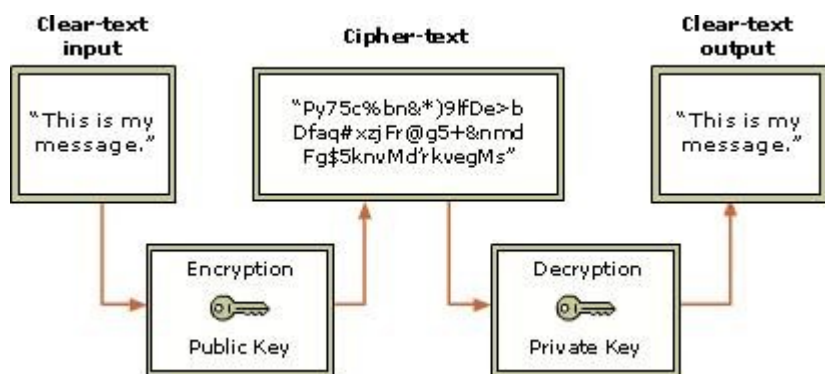 Clear-text
input
Cipher-text
Clear-text
output
“This is my
message.”
“Py75c%bn&*)9lfDe>b
Dfaq#xzjFr@g5+&nmd
Fg$5knvMd’rkvegMs”
“This is my
message.”
Encryption
Public Key
Decryption
Private Key